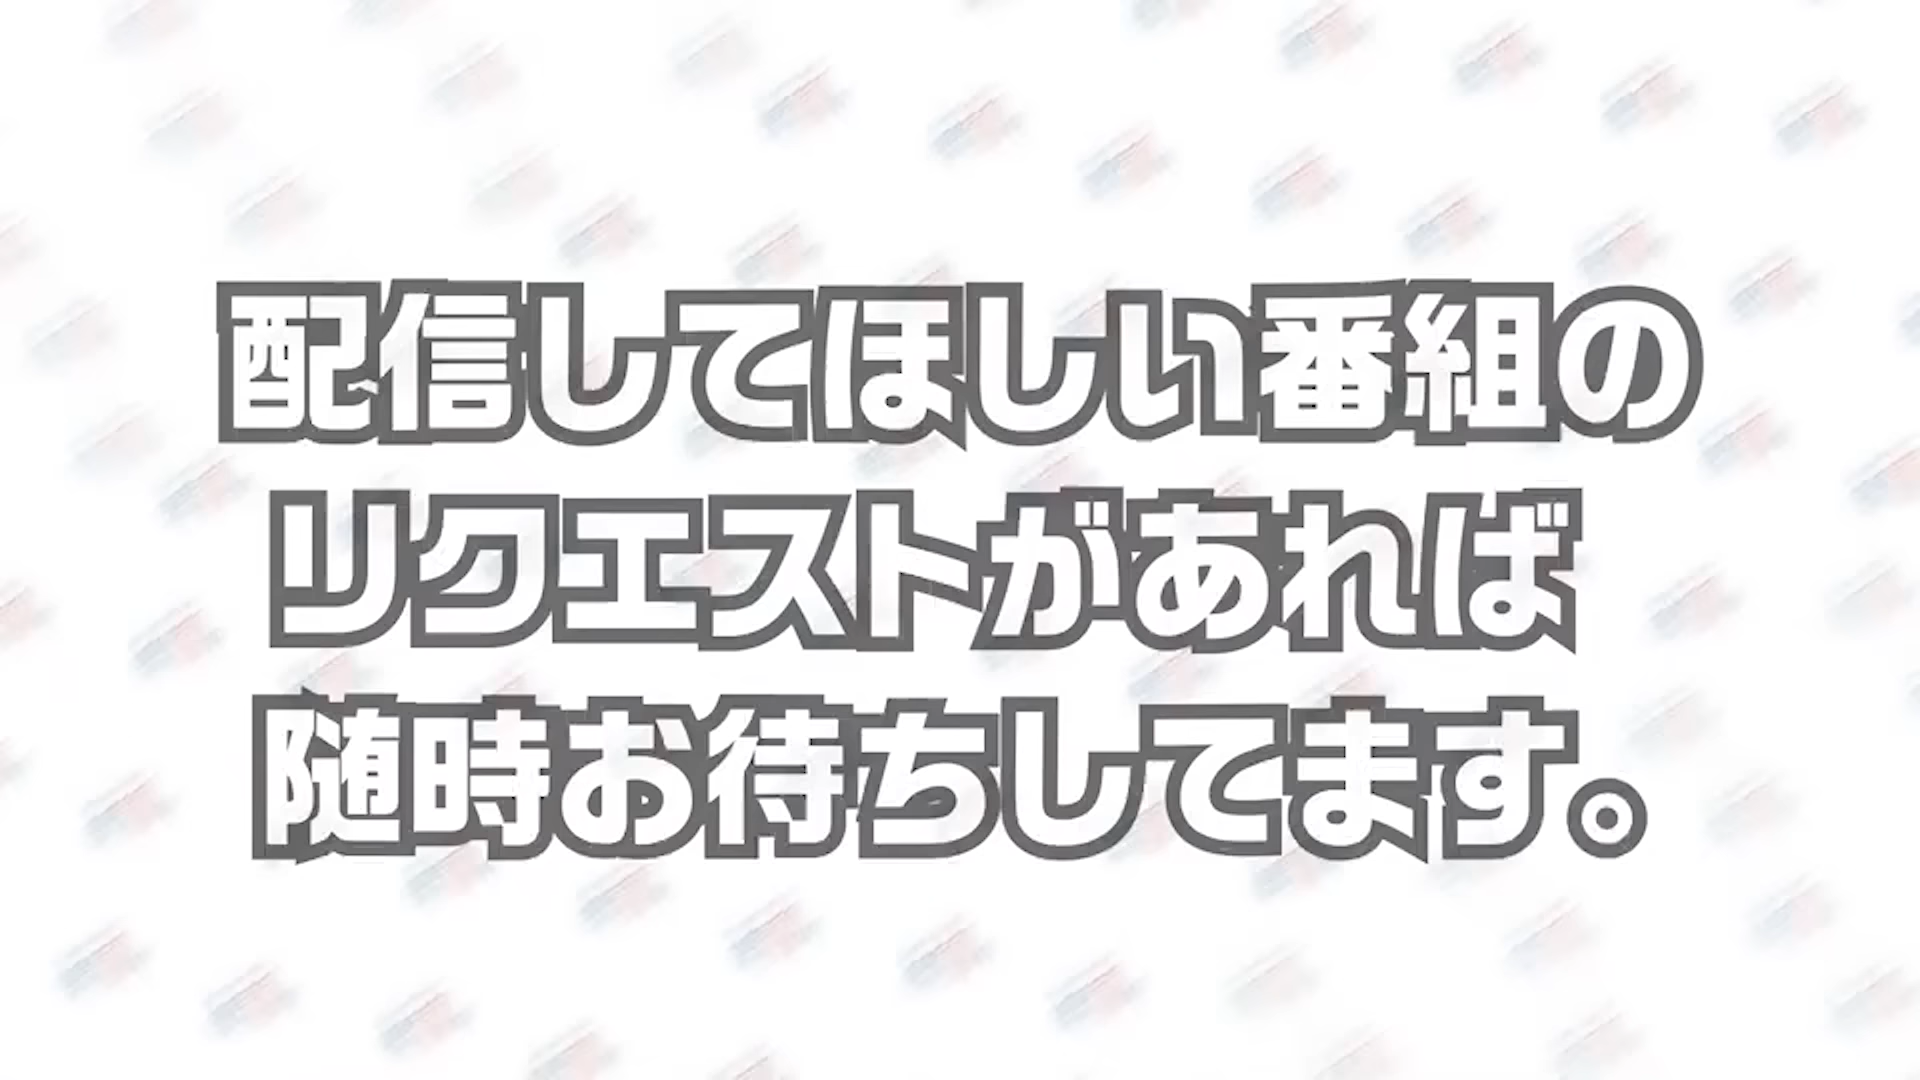 配信してほしい番組の
リクエストがあれば
随時お待ちしてます。